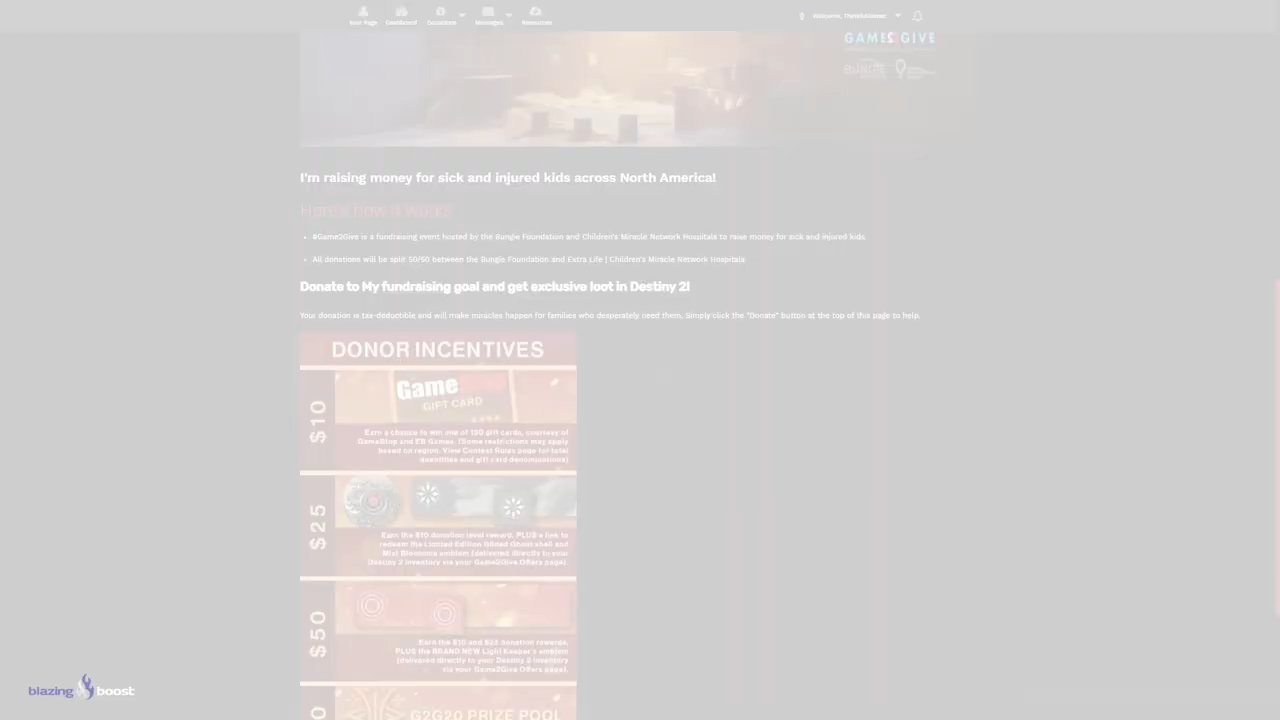 Your Page Dashboard Donations Messages Resources
GAME2GIVE
I'm raising money for sick and injured kids across North America!
Here's how it works
• #Game2Give is a fundraising event hosted by the Bungie Foundation and Children's Miracle Network Hospitals to raise money for sick and injured kids.
• All donations will be split 50/50 between the Bungie Foundation and Extra Life | Children's Miracle Network Hospitals
Donate to My fundraising goal and get exclusive loot in Destiny 2!
Your donation is tax-deductible and will make miracles happen for families who desperately need them. Simply click the "Donate" button at the top of this page to help.
DONOR INCENTIVES
Game
GIFT CARD
$10
Earn a chance to win one of 100 gift cards, courtesy of
GameStop and EB Games. (Some restrictions may apply
based on region. View Contest Rules page for total
quantities and gift card denominations)
$25
Earn the $10 donation level reward, PLUS a link to
redeem the Limited Edition Gilded Ghost shell and
Mist Blossoms emblem (delivered directly to your
Destiny 2 inventory via your Game2Give Offers page).
$50
Earn the $10 and $25 donation rewards,
PLUS the BRAND NEW Light Keeper's emblem
(delivered directly to your Destiny 2 inventory
via your Game2Give Offers page).
G2G20 PRIZE POOL
blazing boost